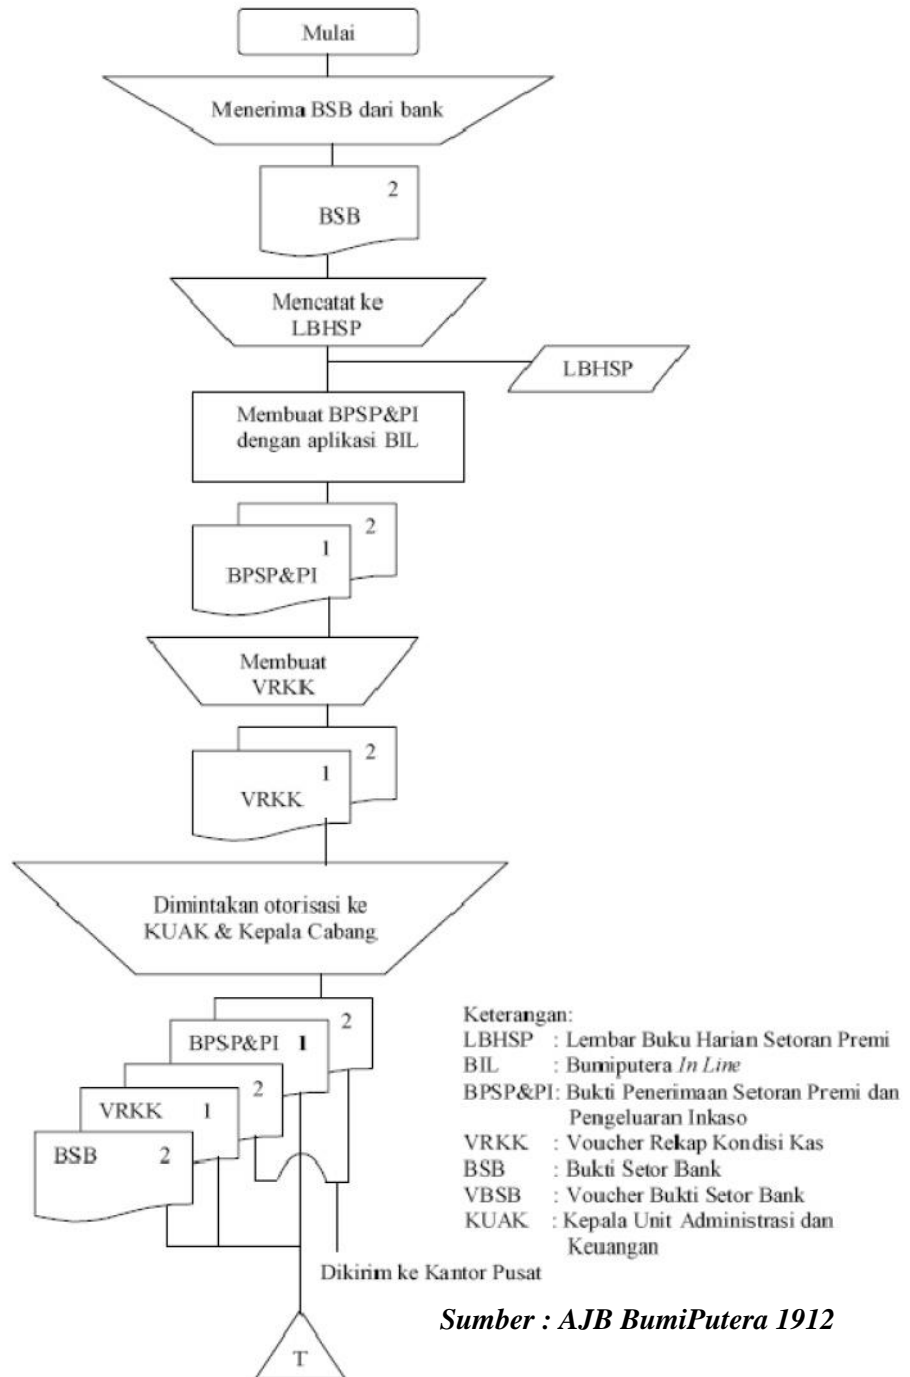 Mulai
Menerima BSB dari bank
2
BSB
Mencatat ke
LBHSP
LBHSP
Membuat BPSP&PI
dengan aplikasi BIL
2
1
BPSP&PI
Membuat
VRKK
2
1
VRKK
Dimintakan otorisasi ke
KUAK & Kepala Cabang
2
BPSP&PI 1
2
VRKK 1
BSB 2
Dikirim ke Kantor Pusat
T
Keterangan:
LBHSP : Lembar Buku Harian Setoran Premi
BIL : Bumiputera In Line
BPSP&PI: Bukti Penerimaan Setoran Premi dan
Pengeluaran Inkaso
VRKK : Voucher Rekap Kondisi Kas
BSB : Bukti Setor Bank
VBSB : Voucher Bukti Setor Bank
KUAK : Kepala Unit Administrasi dan
Keuangan
Sumber : AJB BumiPutera 1912